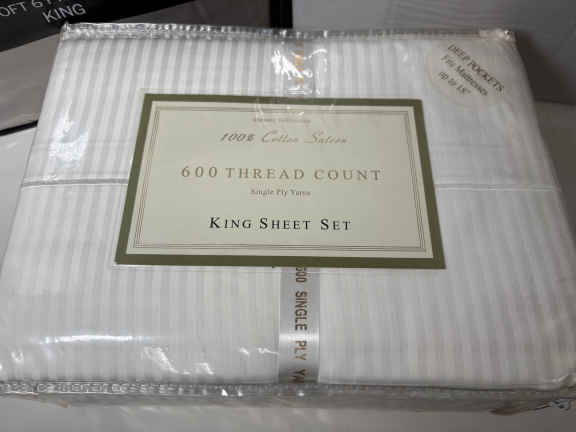 KING
DEEP POCKETS
Fits Mattresses
up to 18"
100% Cotton Sateen
600 THREAD COUNT
Single Ply Yarns
KING SHEET SET
600 SINGLE PLY YA